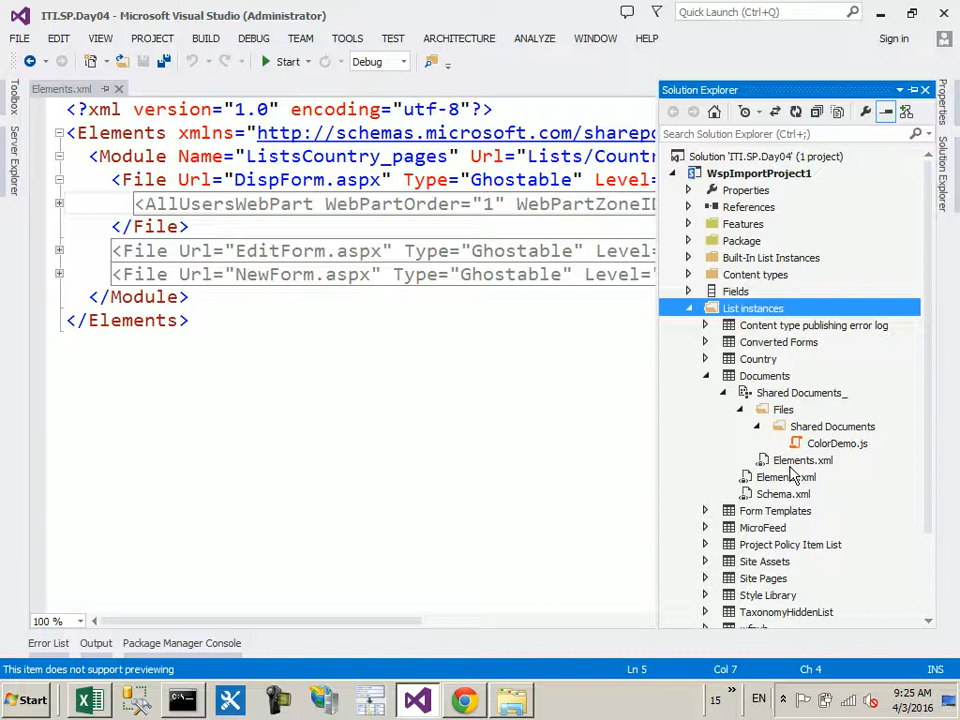 ITI.SP.Day04 - Microsoft Visual Studio (Administrator)
Quick Launch (Ctrl+Q)
FILE EDIT VIEW PROJECT BUILD DEBUG TEAM TOOLS TEST ARCHITECTURE ANALYZE WINDOW HELP
Sign in
Start Debug
Toolbox
Server Explorer
Elements.xml
<?xml version="1.0" encoding="utf-8"?>
<Elements xmlns="http://schemas.microsoft.com/sharepo
<Module Name="ListsCountry_pages" Url="Lists/Countr
<File Url="DispForm.aspx" Type="Ghostable" Level=
<AllUsersWebPart WebPartOrder="1" WebPartZoneID
</File>
<File Url="EditForm.aspx" Type="Ghostable" Level=
<File Url="NewForm.aspx" Type="Ghostable" Level="
</Module>
</Elements>
100 %
Solution Explorer
Search Solution Explorer (Ctrl+;)
Solution 'ITI.SP.Day04' (1 project)
WspImportProject1
Properties
References
Features
Package
Built-In List Instances
Content types
Fields
List instances
Content type publishing error log
Converted Forms
Country
Documents
Shared Documents_
Files
Shared Documents
ColorDemo.js
Elements.xml
Elements.xml
Schema.xml
Form Templates
MicroFeed
Project Policy Item List
Site Assets
Site Pages
Style Library
TaxonomyHiddenList
Properties
Solution Explorer
Error List Output Package Manager Console
This item does not support previewing
Ln 5 Col 7 Ch 4 INS
Start
15 »
EN
9:25 AM
4/3/2016